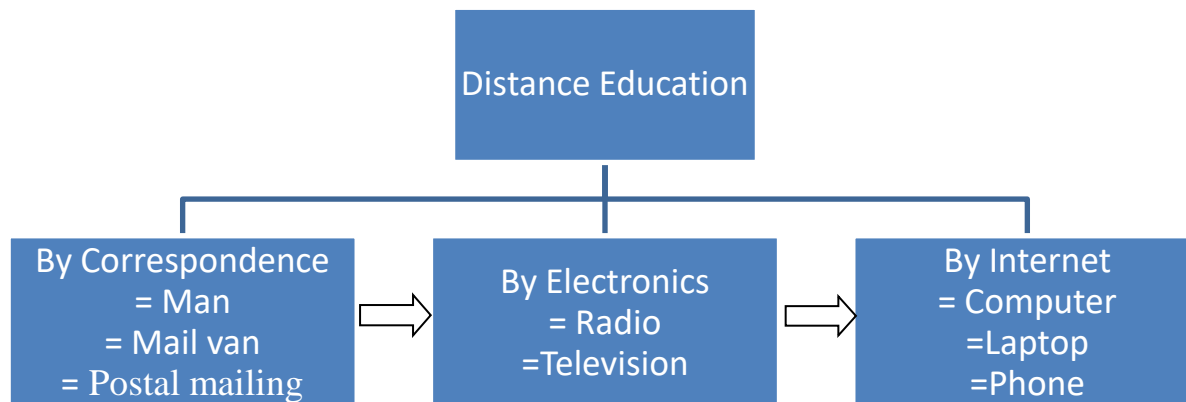 Distance Education
By Correspondence
= Man
= Mail van
= Postal mailing
By Electronics
= Radio
=Television
By Internet
= Computer
=Laptop
=Phone